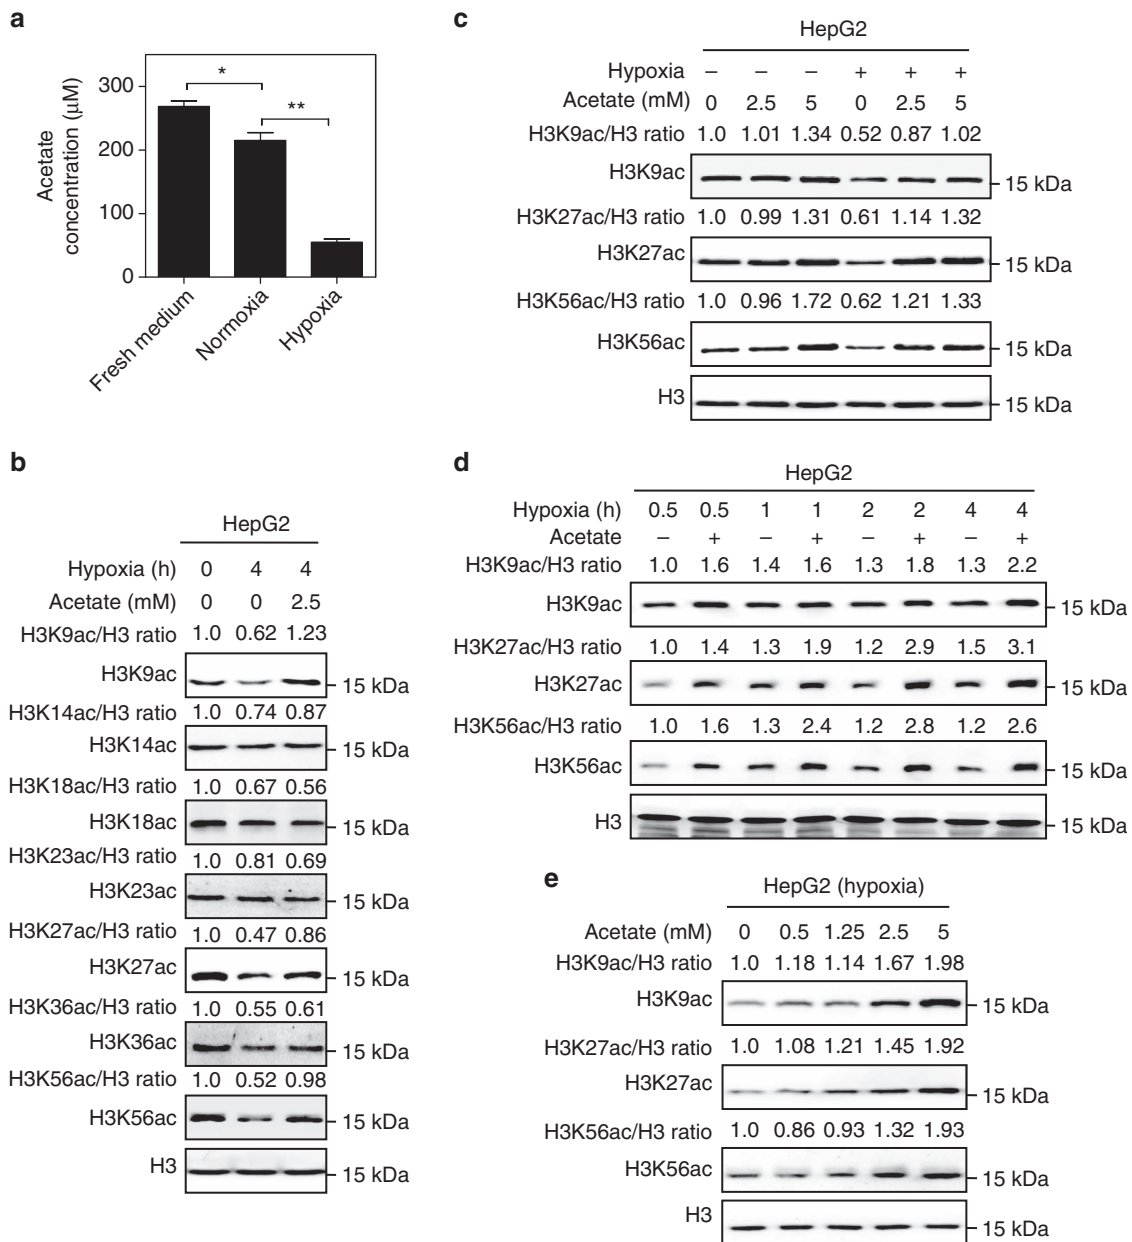 a
Acetate
concentration (μM)
300
200
100
0
*
**
Fresh medium
Normoxia
Hypoxia
b
HepG2
Hypoxia (h) 0 4 4
Acetate (mM) 0 0 2.5
H3K9ac/H3 ratio 1.0 0.62 1.23
H3K9ac 15 kDa
H3K14ac/H3 ratio 1.0 0.74 0.87
H3K14ac 15 kDa
H3K18ac/H3 ratio 1.0 0.67 0.56
H3K18ac 15 kDa
H3K23ac/H3 ratio 1.0 0.81 0.69
H3K23ac 15 kDa
H3K27ac/H3 ratio 1.0 0.47 0.86
H3K27ac 15 kDa
H3K36ac/H3 ratio 1.0 0.55 0.61
H3K36ac 15 kDa
H3K56ac/H3 ratio 1.0 0.52 0.98
H3K56ac 15 kDa
H3 15 kDa
c
HepG2
Hypoxia – – – + + +
Acetate (mM) 0 2.5 5 0 2.5 5
H3K9ac/H3 ratio 1.0 1.01 1.34 0.52 0.87 1.02
H3K9ac 15 kDa
H3K27ac/H3 ratio 1.0 0.99 1.31 0.61 1.14 1.32
H3K27ac 15 kDa
H3K56ac/H3 ratio 1.0 0.96 1.72 0.62 1.21 1.33
H3K56ac 15 kDa
H3 15 kDa
d
HepG2
Hypoxia (h) 0.5 0.5 1 1 2 2 4 4
Acetate – + – + – + – +
H3K9ac/H3 ratio 1.0 1.6 1.4 1.6 1.3 1.8 1.3 2.2
H3K9ac 15 kDa
H3K27ac/H3 ratio 1.0 1.4 1.3 1.9 1.2 2.9 1.5 3.1
H3K27ac 15 kDa
H3K56ac/H3 ratio 1.0 1.6 1.3 2.4 1.2 2.8 1.2 2.6
H3K56ac 15 kDa
H3 15 kDa
e
HepG2 (hypoxia)
Acetate (mM) 0 0.5 1.25 2.5 5
H3K9ac/H3 ratio 1.0 1.18 1.14 1.67 1.98
H3K9ac 15 kDa
H3K27ac/H3 ratio 1.0 1.08 1.21 1.45 1.92
H3K27ac 15 kDa
H3K56ac/H3 ratio 1.0 0.86 0.93 1.32 1.93
H3K56ac 15 kDa
H3 15 kDa